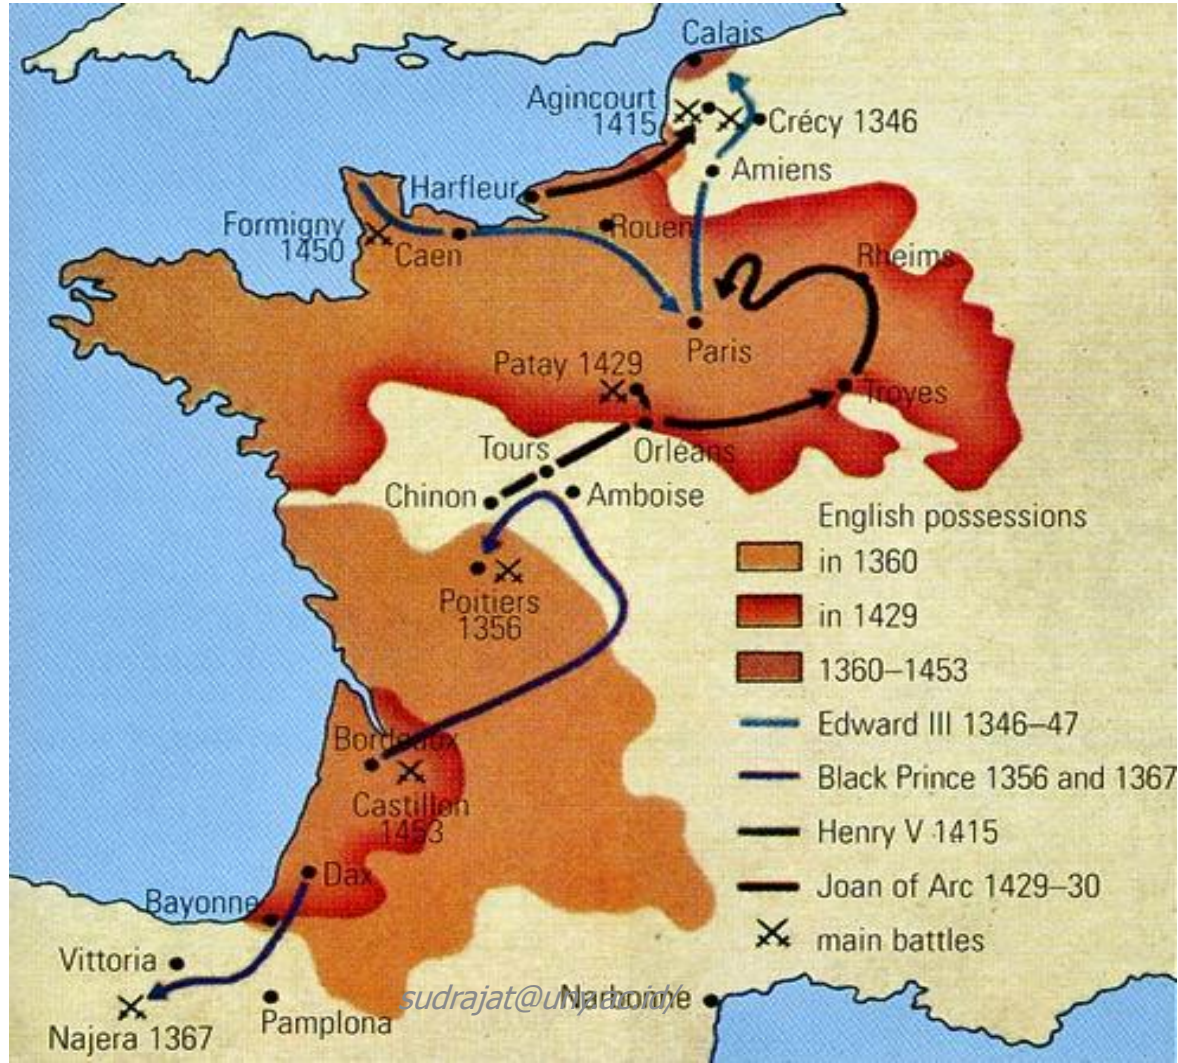 Calais
Agincourt
1415
Crécy 1346
Amiens
Harfleur
Rouen
Formigny
1450
Caen
Rheims
Paris
Patay 1429
Troyes
Tours
Orléans
Chinon
Amboise
Poitiers
1356
Bordeaux
Castillon
1453
Dax
Bayonne
Vittoria
Pamplona
Najera 1367
Narbonne
English possessions
in 1360
in 1429
1360–1453
Edward III 1346–47
Black Prince 1356 and 1367
Henry V 1415
Joan of Arc 1429–30
main battles